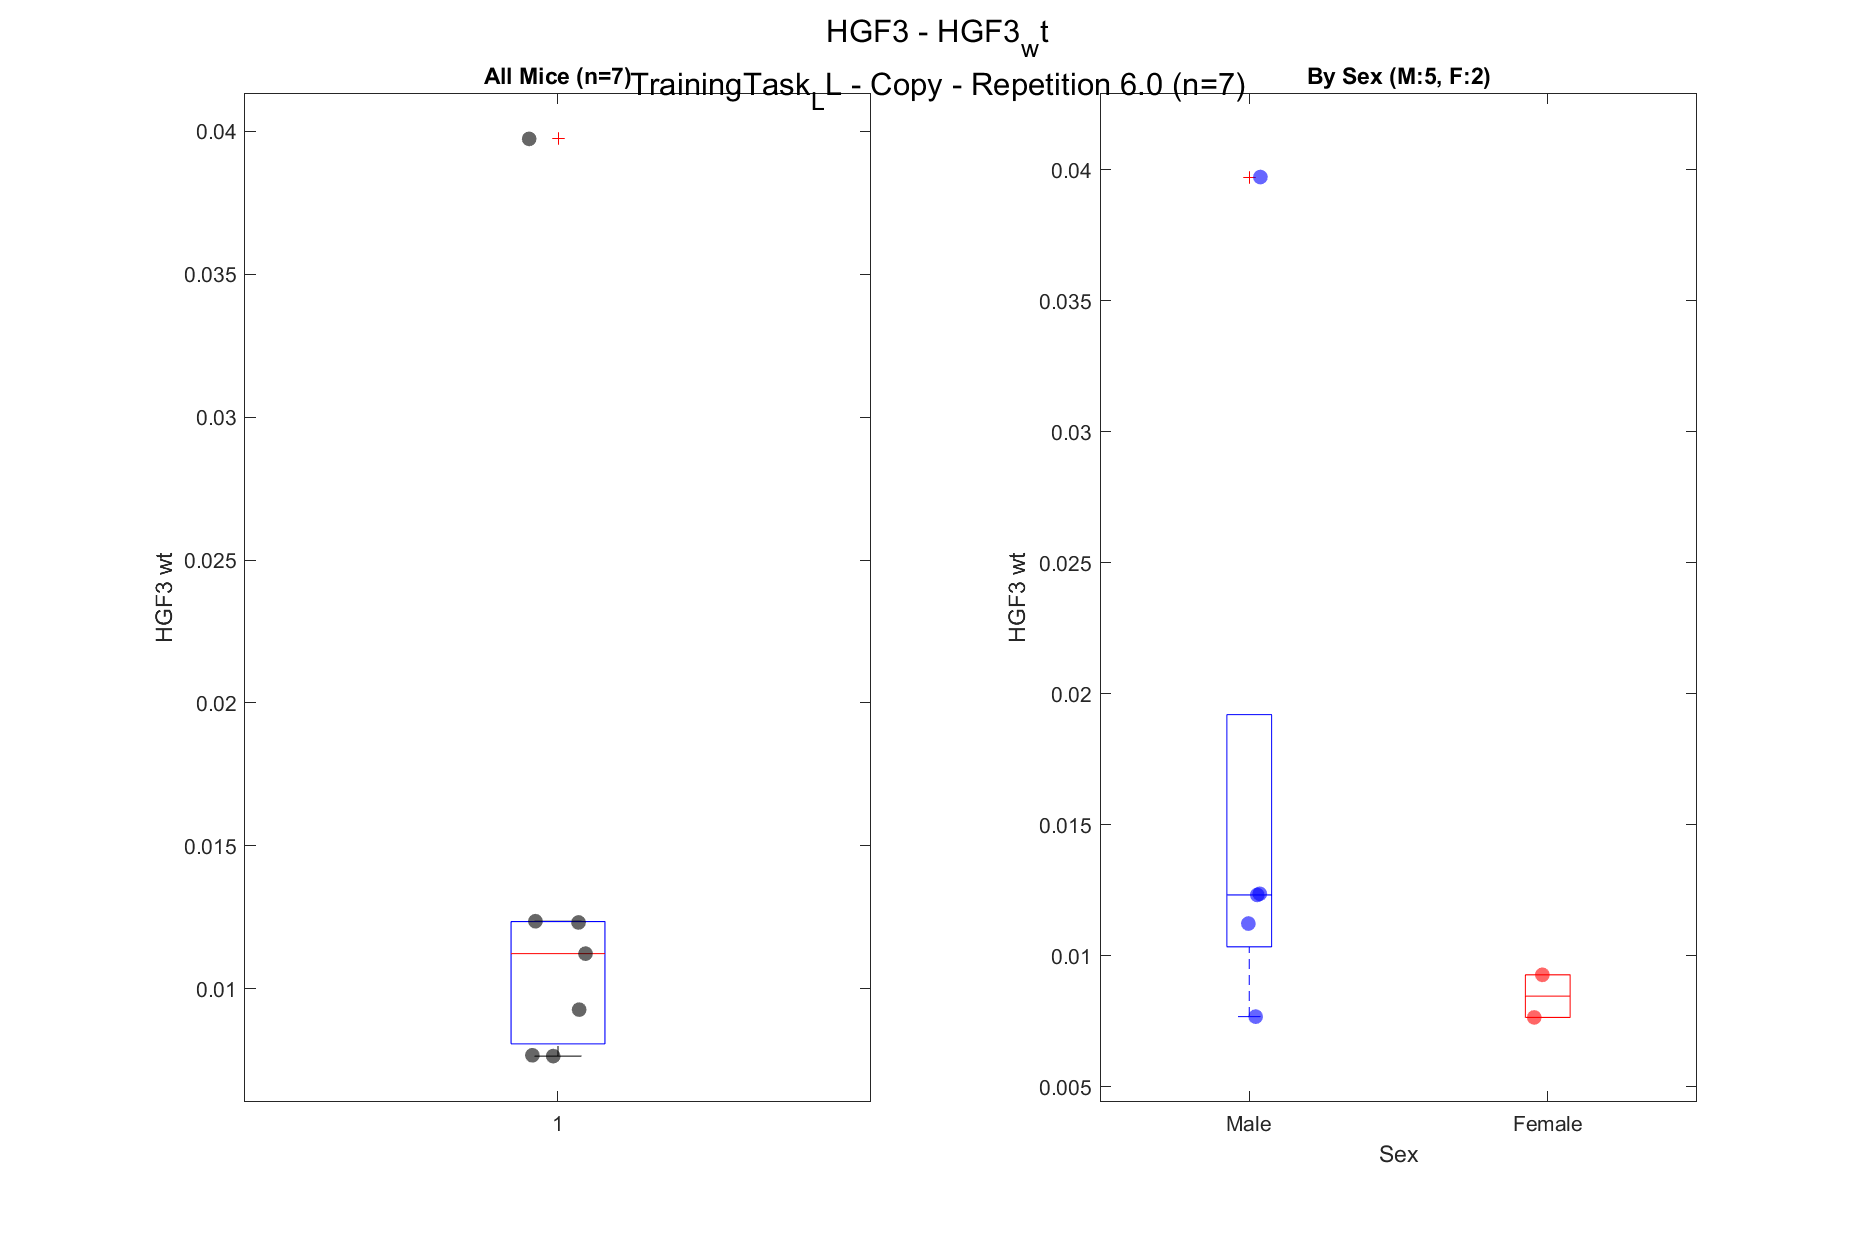 HGF3 - HGF3_wt
TrainingTask_LL - Copy - Repetition 6.0 (n=7)
All Mice (n=7)
0.04
0.035
0.03
0.025
0.02
0.015
0.01
HGF3 wt
1
By Sex (M:5, F:2)
0.04
0.035
0.03
0.025
0.02
0.015
0.01
0.005
HGF3 wt
Male Female
Sex